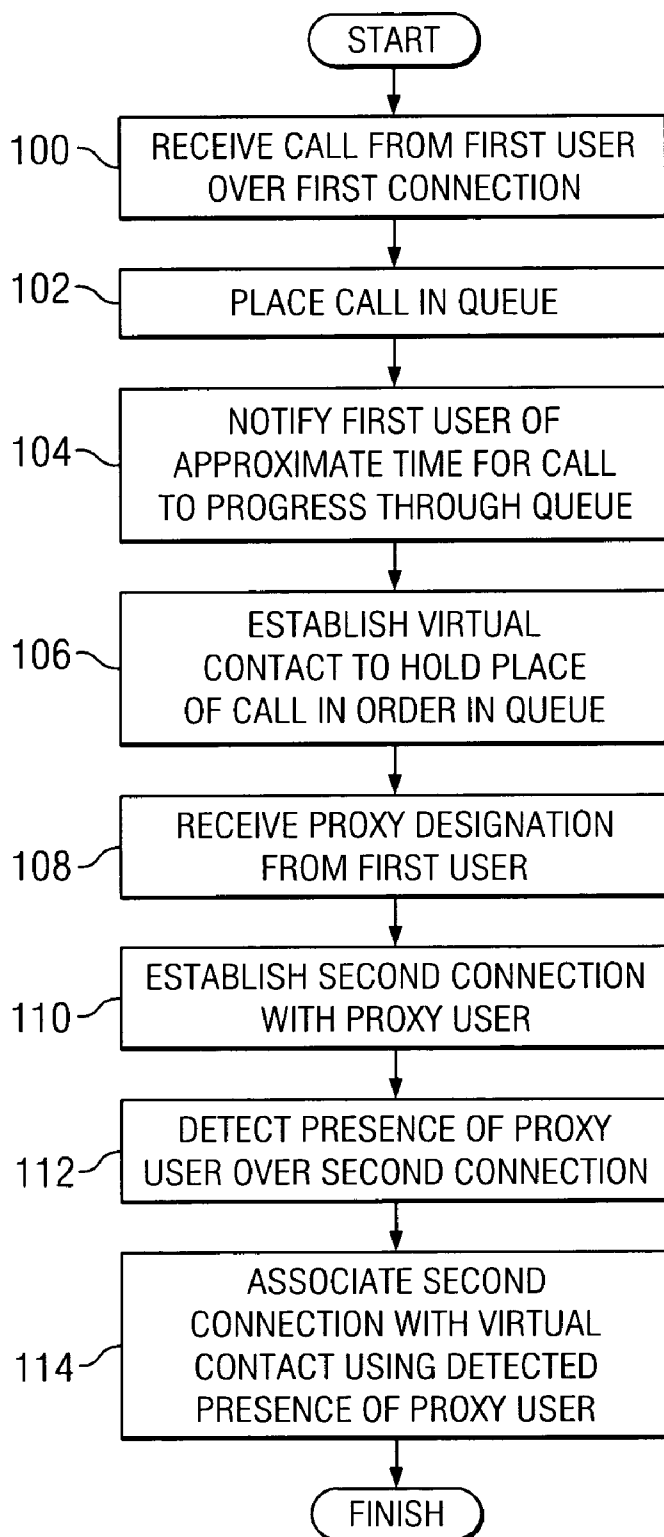 START
100
RECEIVE CALL FROM FIRST USER
OVER FIRST CONNECTION
102
PLACE CALL IN QUEUE
104
NOTIFY FIRST USER OF
APPROXIMATE TIME FOR CALL
TO PROGRESS THROUGH QUEUE
106
ESTABLISH VIRTUAL
CONTACT TO HOLD PLACE
OF CALL IN ORDER IN QUEUE
108
RECEIVE PROXY DESIGNATION
FROM FIRST USER
110
ESTABLISH SECOND CONNECTION
WITH PROXY USER
112
DETECT PRESENCE OF PROXY
USER OVER SECOND CONNECTION
114
ASSOCIATE SECOND
CONNECTION WITH VIRTUAL
CONTACT USING DETECTED
PRESENCE OF PROXY USER
FINISH